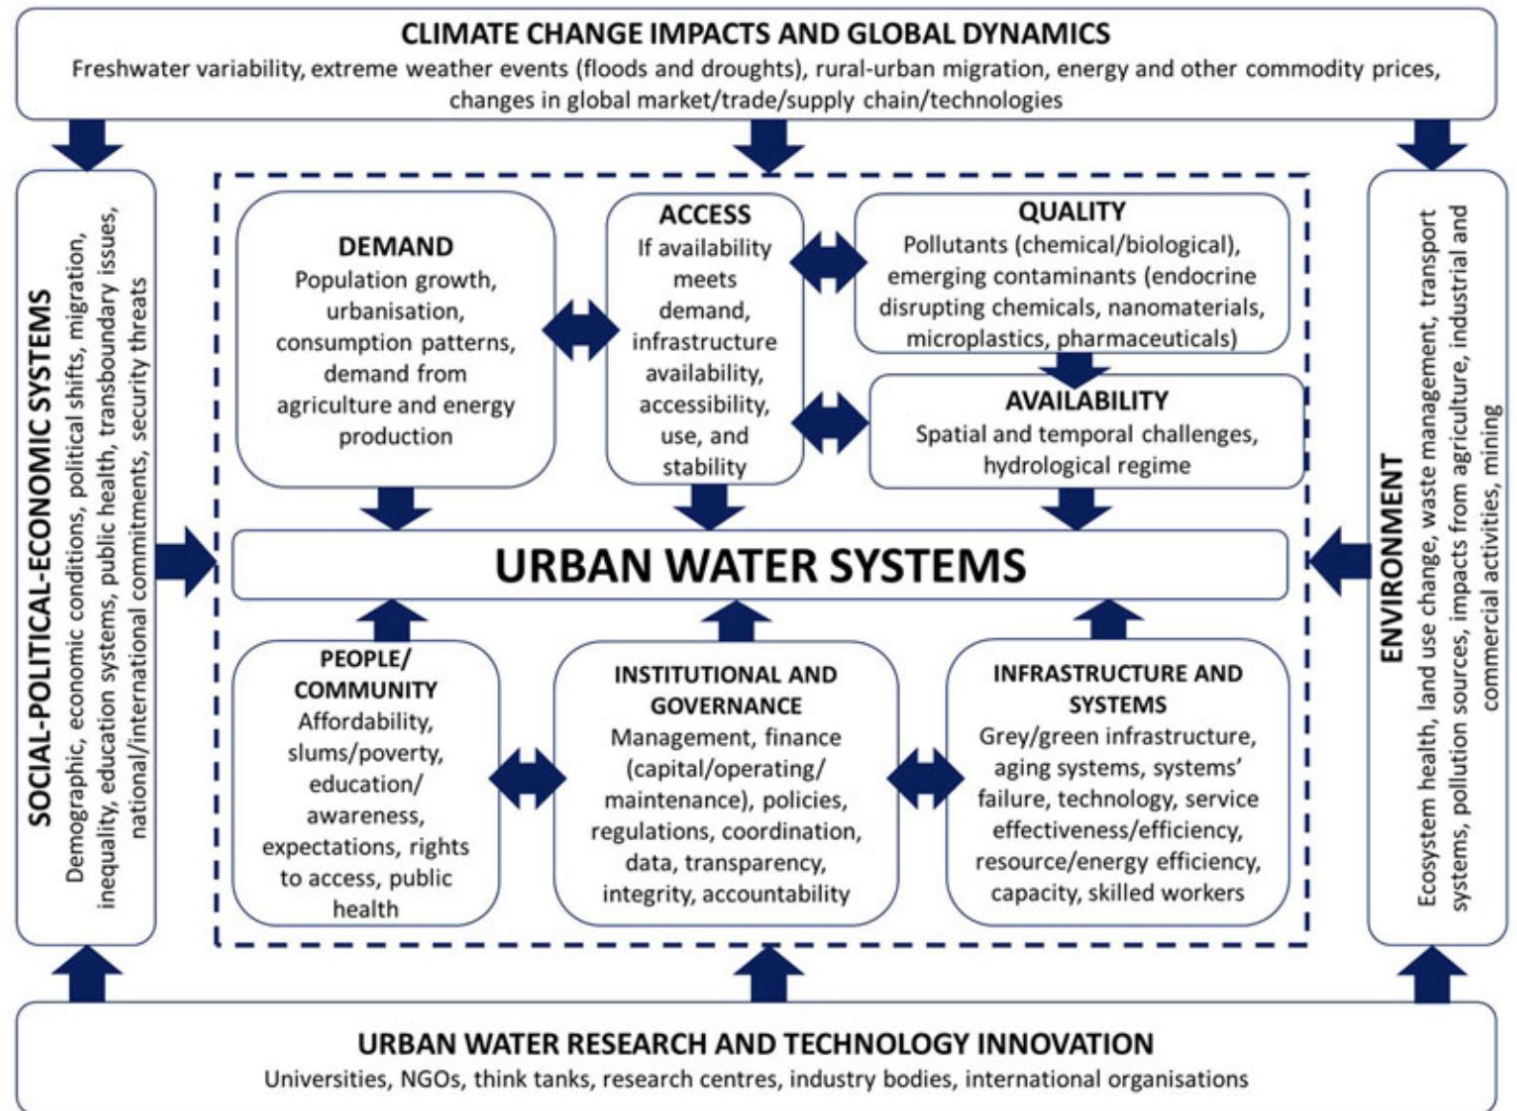 CLIMATE CHANGE IMPACTS AND GLOBAL DYNAMICS
Freshwater variability, extreme weather events (floods and droughts), rural-urban migration, energy and other commodity prices,
changes in global market/trade/supply chain/technologies
SOCIAL-POLITICAL-ECONOMIC SYSTEMS
Demographic, economic conditions, political shifts, migration,
inequality, education systems, public health, transboundary issues,
national/international commitments, security threats
DEMAND
Population growth,
urbanisation,
consumption patterns,
demand from
agriculture and energy
production
ACCESS
If availability
meets
demand,
infrastructure
availability,
accessibility,
use, and
stability
QUALITY
Pollutants (chemical/biological),
emerging contaminants (endocrine
disrupting chemicals, nanomaterials,
microplastics, pharmaceuticals)
AVAILABILITY
Spatial and temporal challenges,
hydrological regime
URBAN WATER SYSTEMS
PEOPLE/
COMMUNITY
Affordability,
slums/poverty,
education/
awareness,
expectations, rights
to access, public
health
INSTITUTIONAL AND
GOVERNANCE
Management, finance
(capital/operating/
maintenance), policies,
regulations, coordination,
data, transparency,
integrity, accountability
INFRASTRUCTURE AND
SYSTEMS
Grey/green infrastructure,
aging systems, systems’
failure, technology, service
effectiveness/efficiency,
resource/energy efficiency,
capacity, skilled workers
ENVIRONMENT
Ecosystem health, land use change, waste management, transport
systems, pollution sources, impacts from agriculture, industrial and
commercial activities, mining
URBAN WATER RESEARCH AND TECHNOLOGY INNOVATION
Universities, NGOs, think tanks, research centres, industry bodies, international organisations